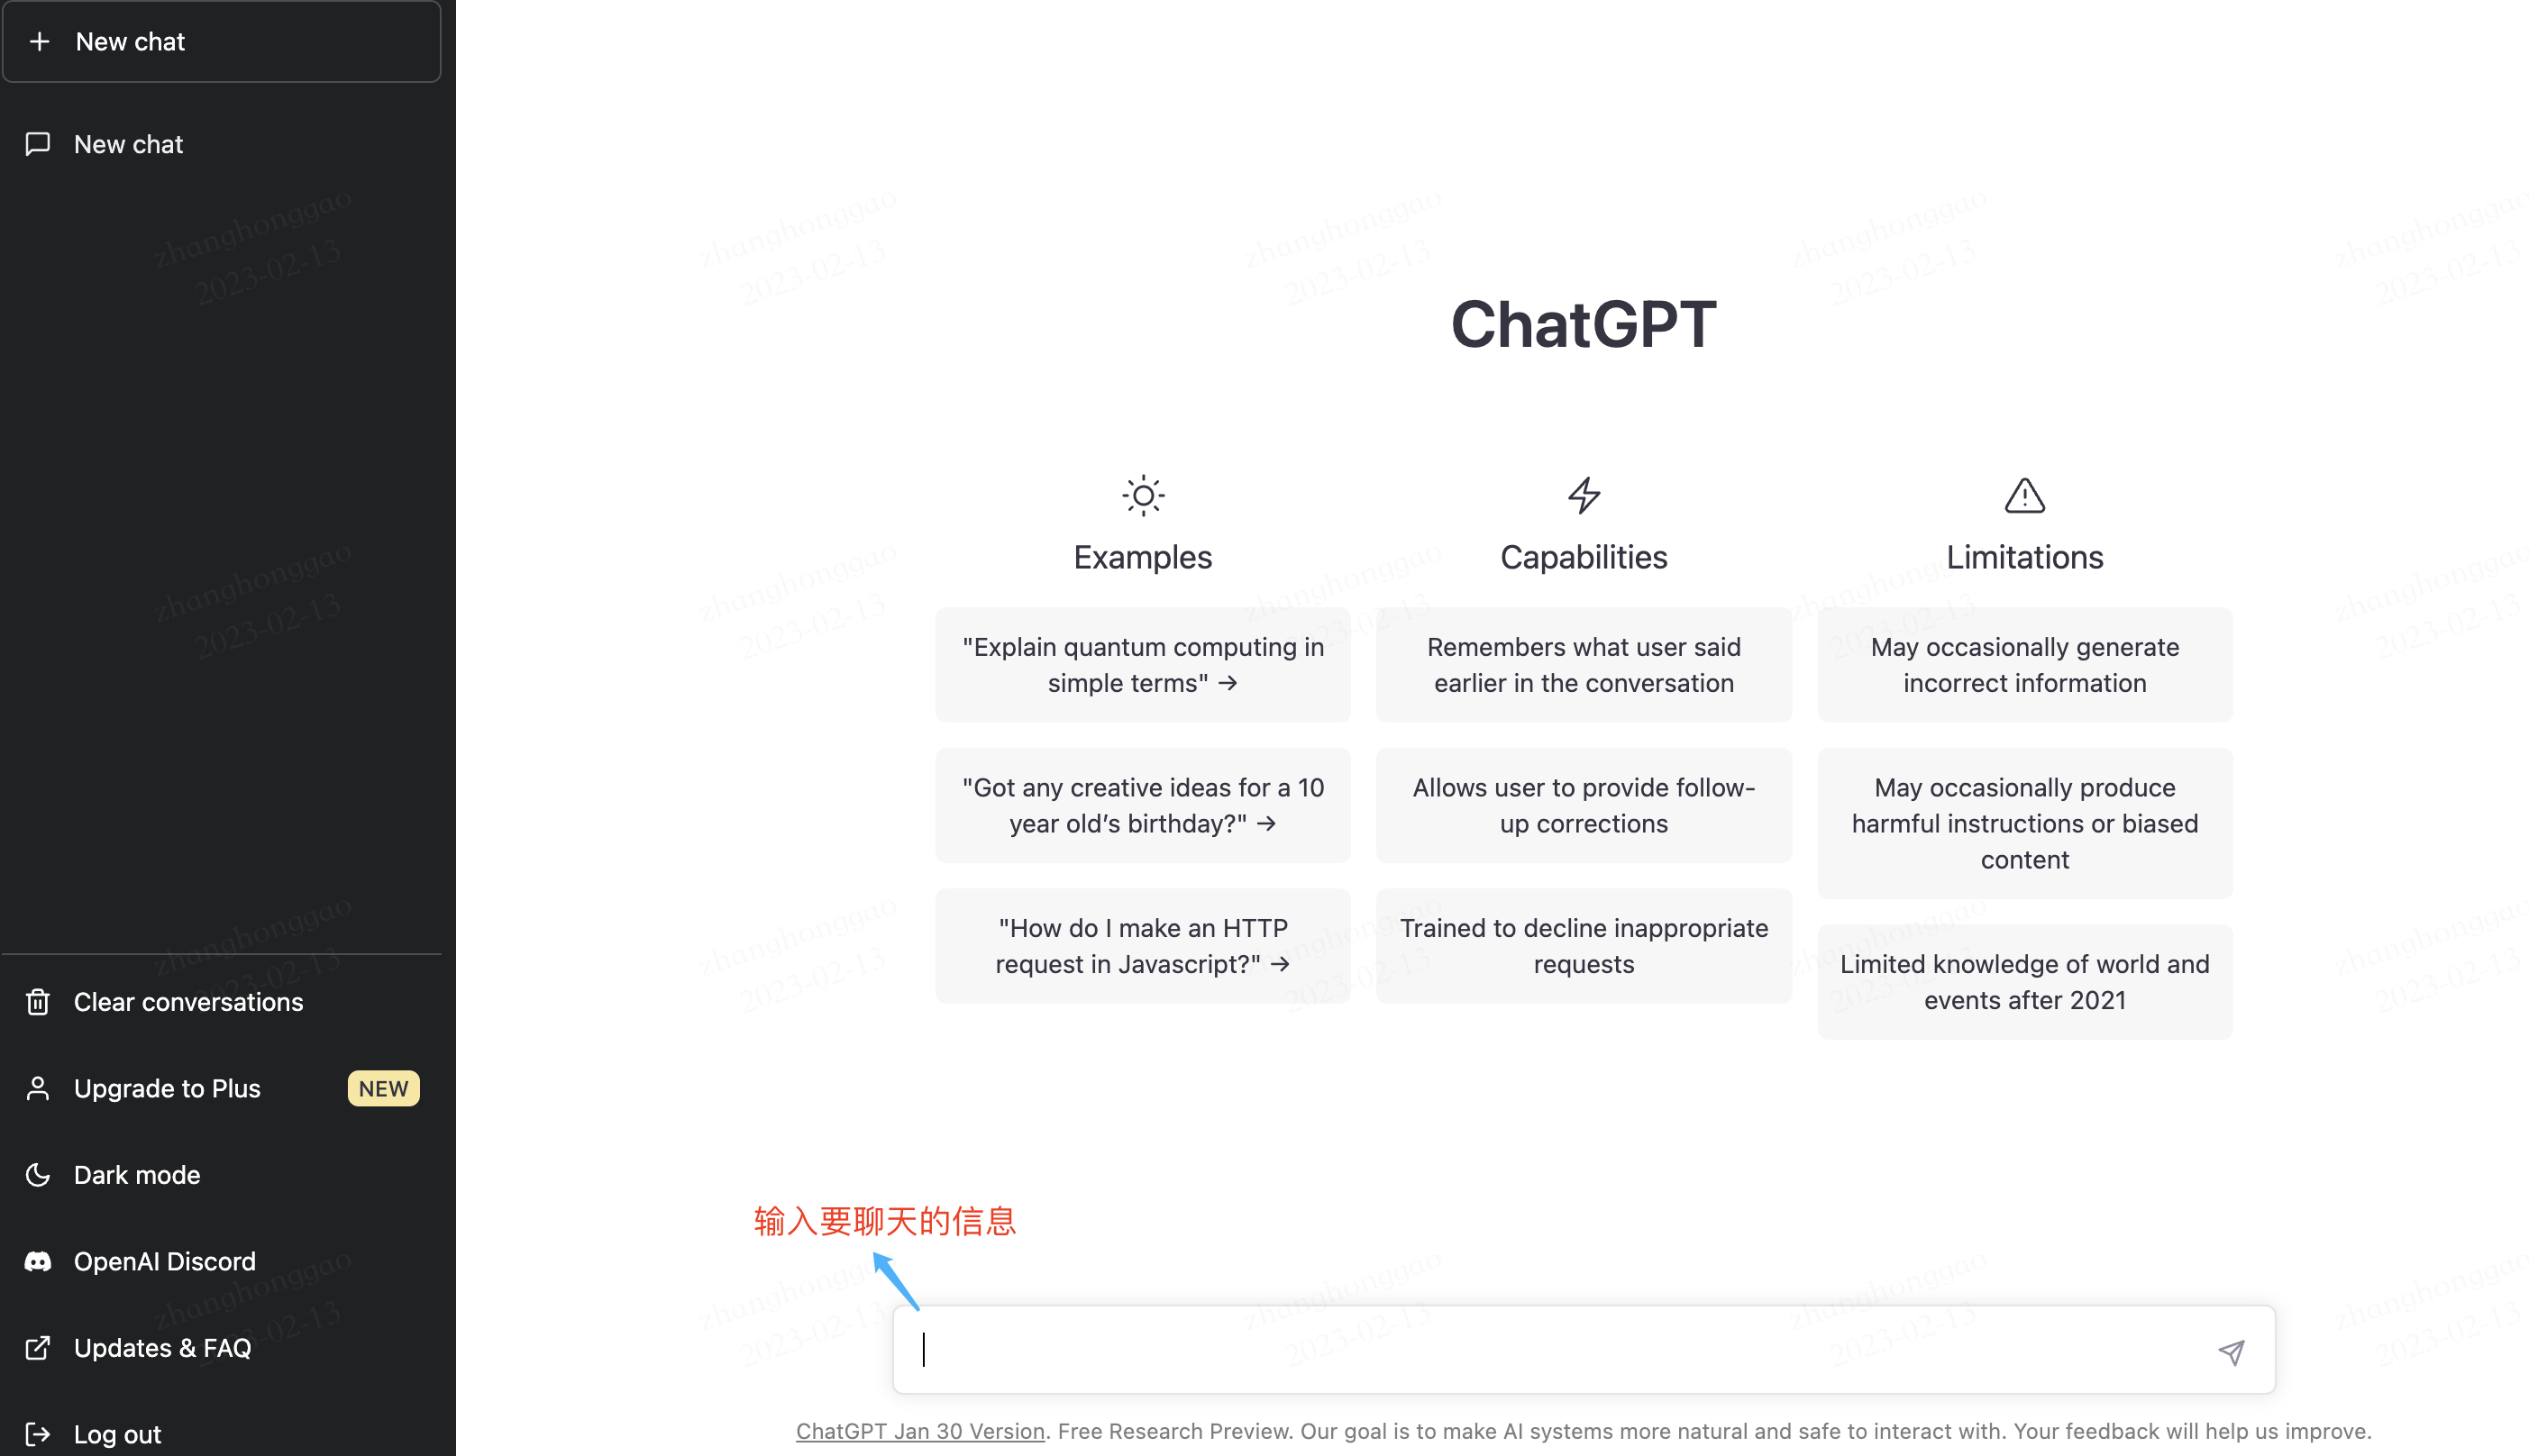 New chat
New chat
Clear conversations
Upgrade to Plus NEW
Dark mode
OpenAI Discord
Updates & FAQ
Log out
ChatGPT
Examples
"Explain quantum computing in
simple terms" →
"Got any creative ideas for a 10
year old’s birthday?" →
"How do I make an HTTP
request in Javascript?" →
Capabilities
Remembers what user said
earlier in the conversation
Allows user to provide follow-
up corrections
Trained to decline inappropriate
requests
Limitations
May occasionally generate
incorrect information
May occasionally produce
harmful instructions or biased
content
Limited knowledge of world and
events after 2021
输入要聊天的信息
ChatGPT Jan 30 Version. Free Research Preview. Our goal is to make AI systems more natural and safe to interact with. Your feedback will help us improve.
zhanghonggao
2023-02-13